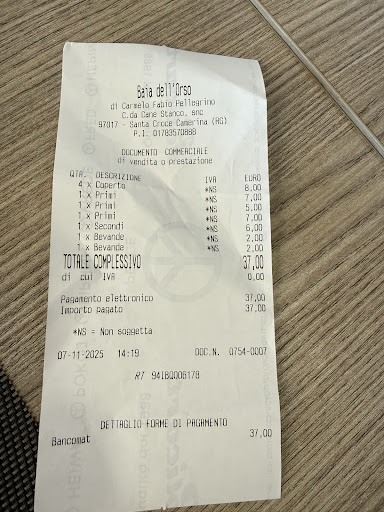 Baia dell'Orso
di Carmelo Fabio Pellegrino
C.da Cane Stanco, snc
97017 - Santa Croce Camerina (RG)
P.I. 01783570888
DOCUMENTO COMMERCIALE
di vendita o prestazione
QTA. DESCRIZIONE IVA EURO
4 x Coperto *NS 8,00
1 x Primi *NS 7,00
1 x Primi *NS 5,00
1 x Primi *NS 7,00
1 x Secondi *NS 6,00
1 x Bevande *NS 2,00
1 x Bevande *NS 2,00
TOTALE COMPLESSIVO 37,00
di cui IVA 0,00
Pagamento elettronico 37,00
Importo pagato 37,00
*NS = Non soggetta
07-11-2025 14:19 DOC.N. 0754-0007
RT 94IBQ006178
DETTAGLIO FORME DI PAGAMENTO
Bancomat 37,00